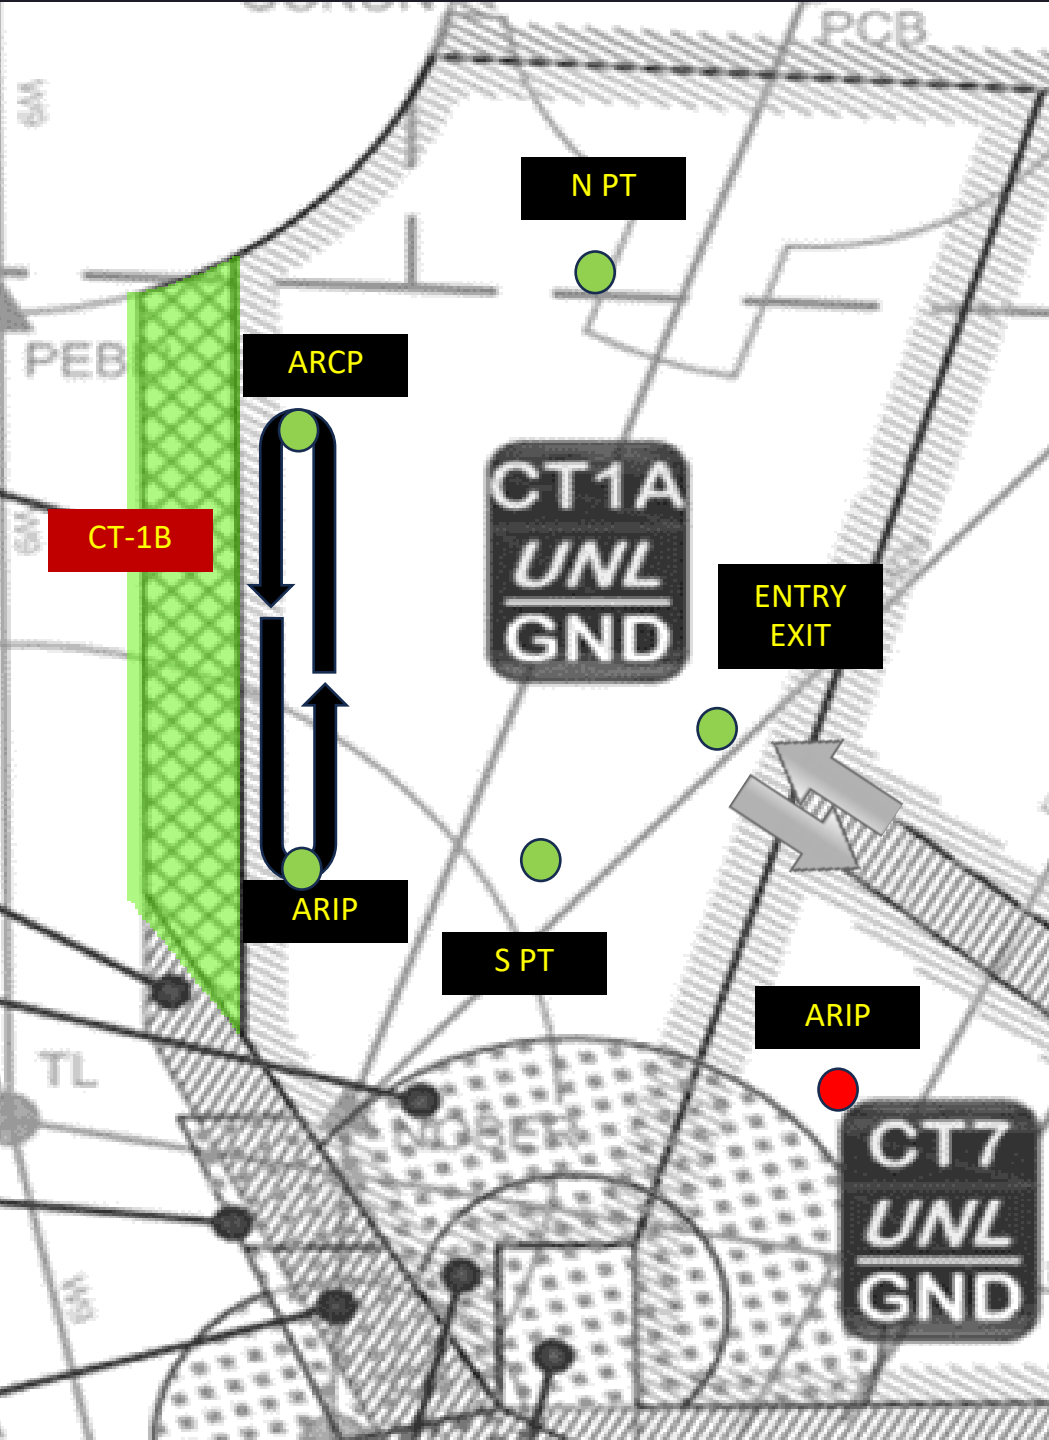 PCB
N PT
PEB
ARCP
CT1A
UNL
GND
CT-1B
ENTRY
EXIT
ARIP
S PT
ARIP
TL
CT7
UNL
GND